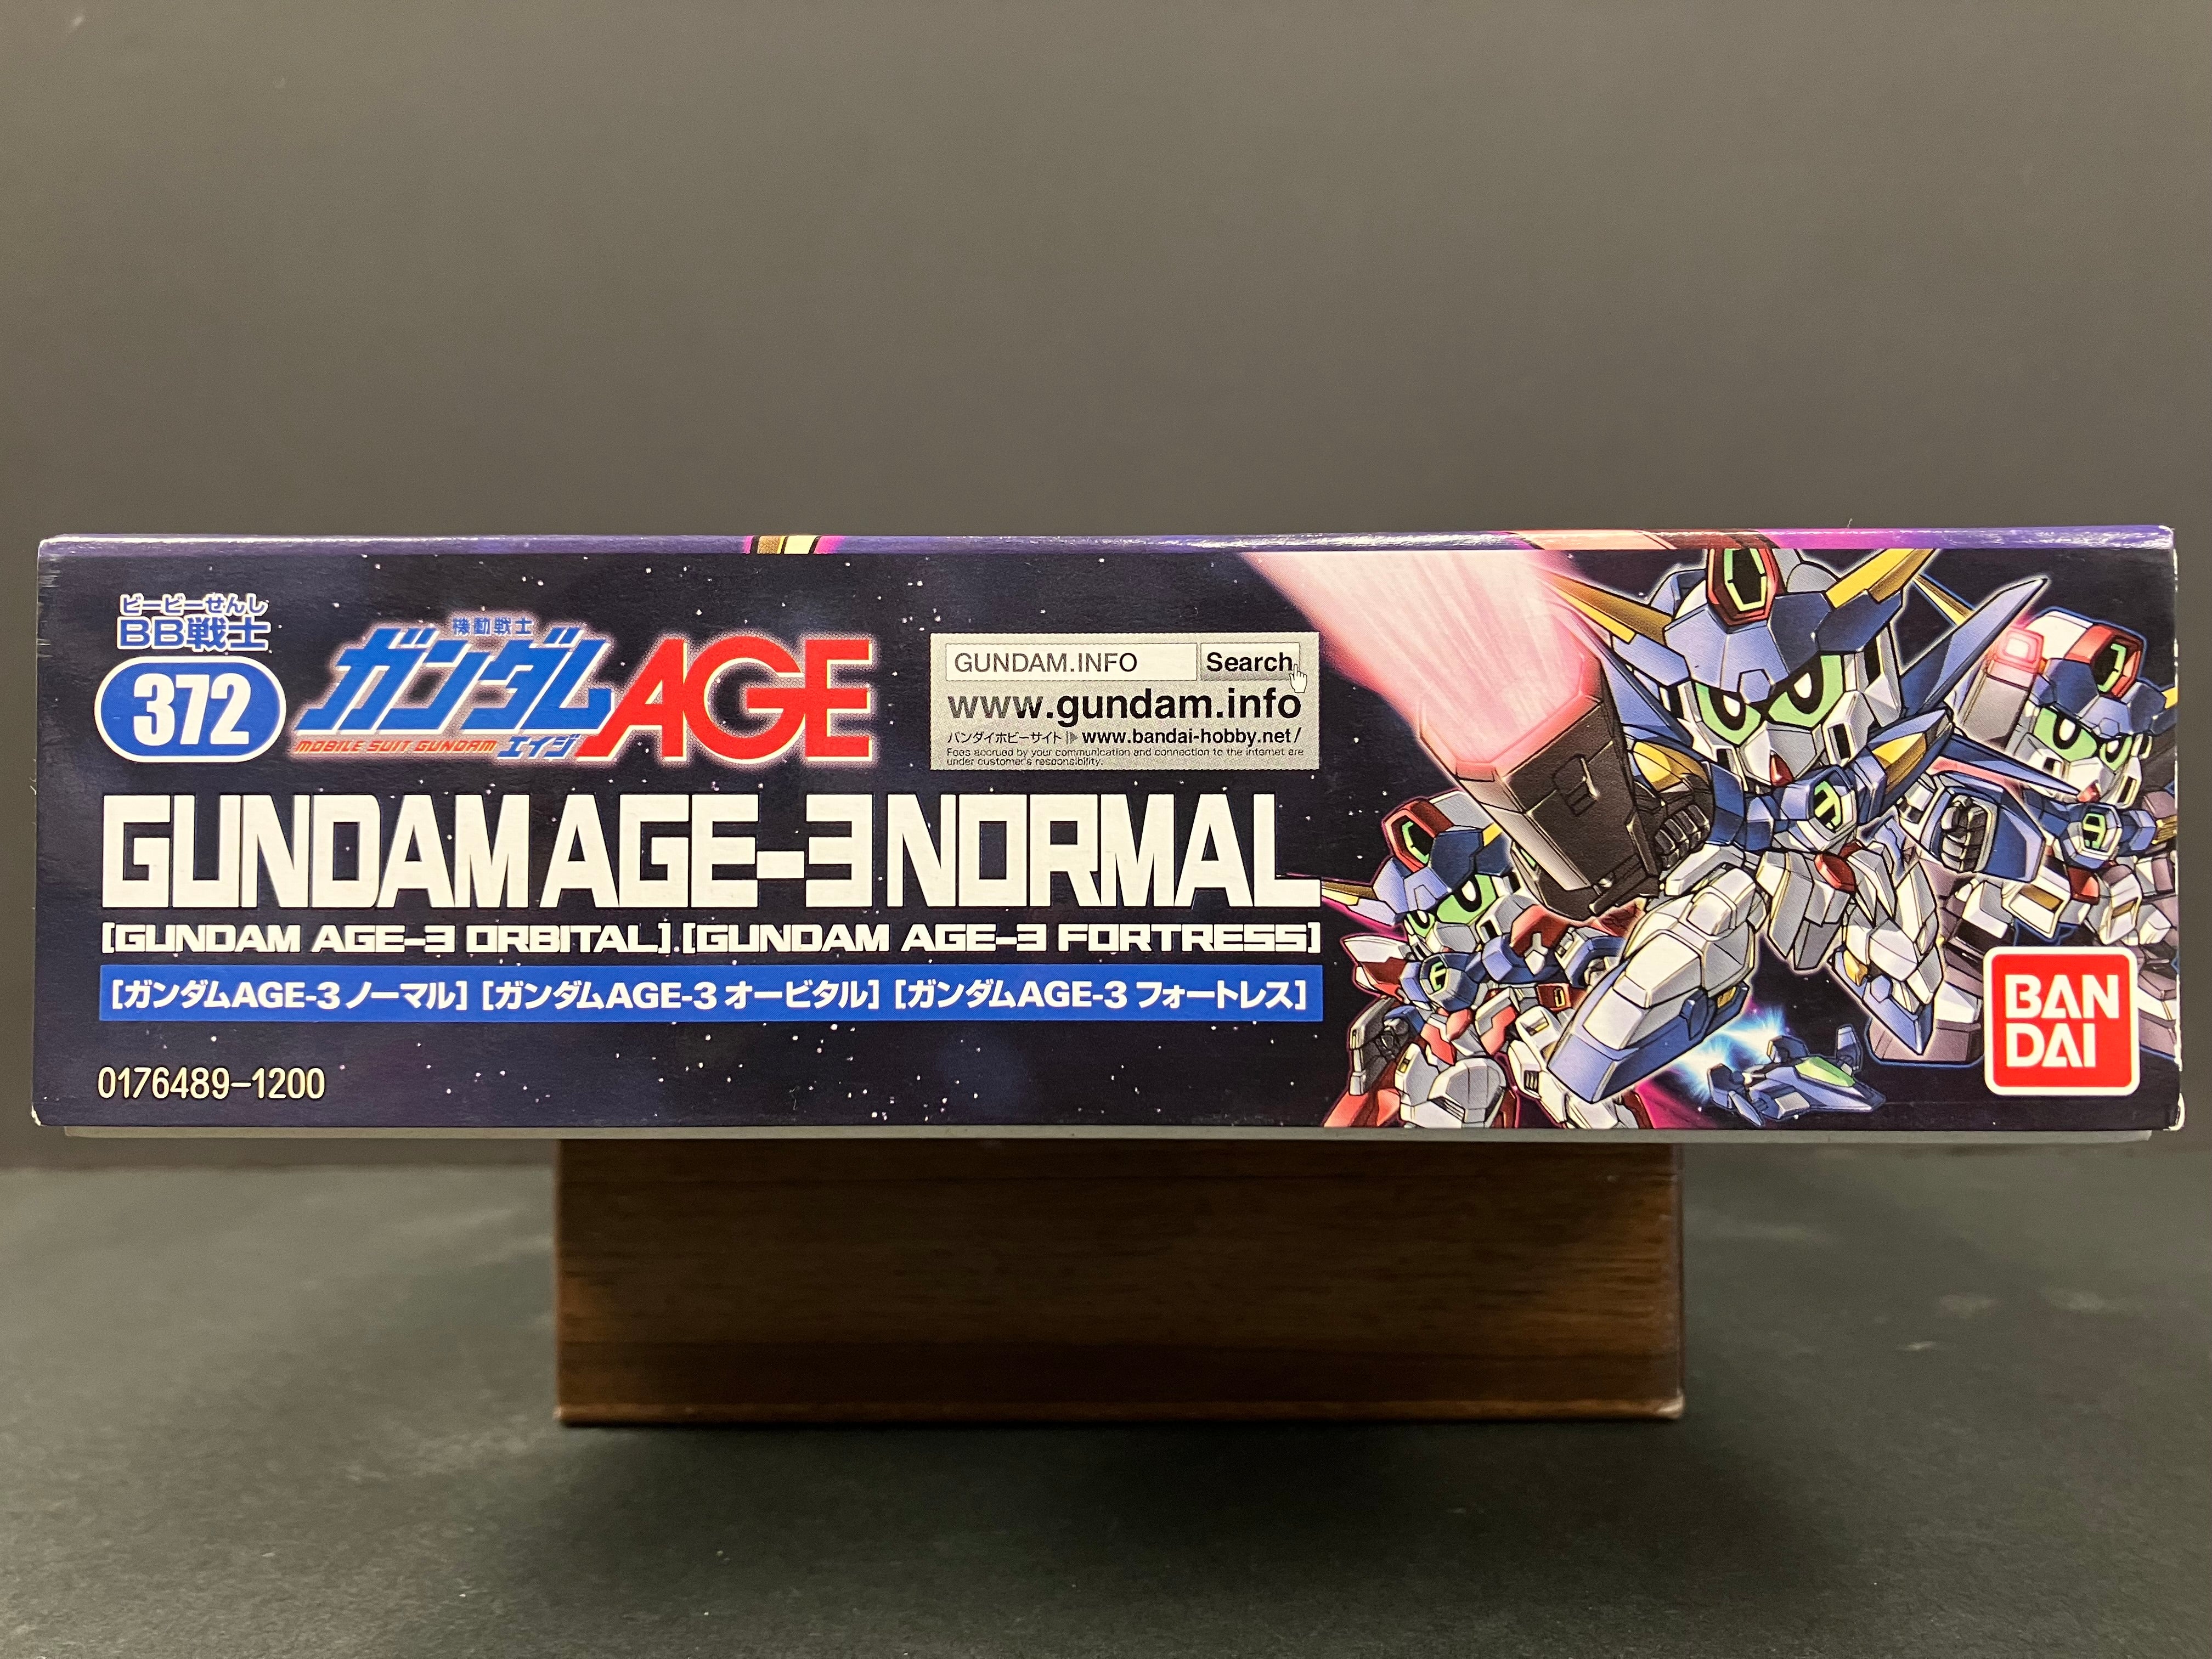 ビービーせんし
BB戦士
372
機動戦士
ガンダムAGE
MOBILE SUIT GUNDAM エイジ
GUNDAM.INFO Search
www.gundam.info
バンダイホビーサイト www.bandai-hobby.net/
Fees accrued by your communication and connection to the internet are
under customer's responsibility.
GUNDAM AGE-3 NORMAL
[GUNDAM AGE-3 ORBITAL].[GUNDAM AGE-3 FORTRESS]
[ガンダムAGE-3 ノーマル] [ガンダムAGE-3 オービタル] [ガンダムAGE-3 フォートレス]
0176489-1200
BAN
DAI